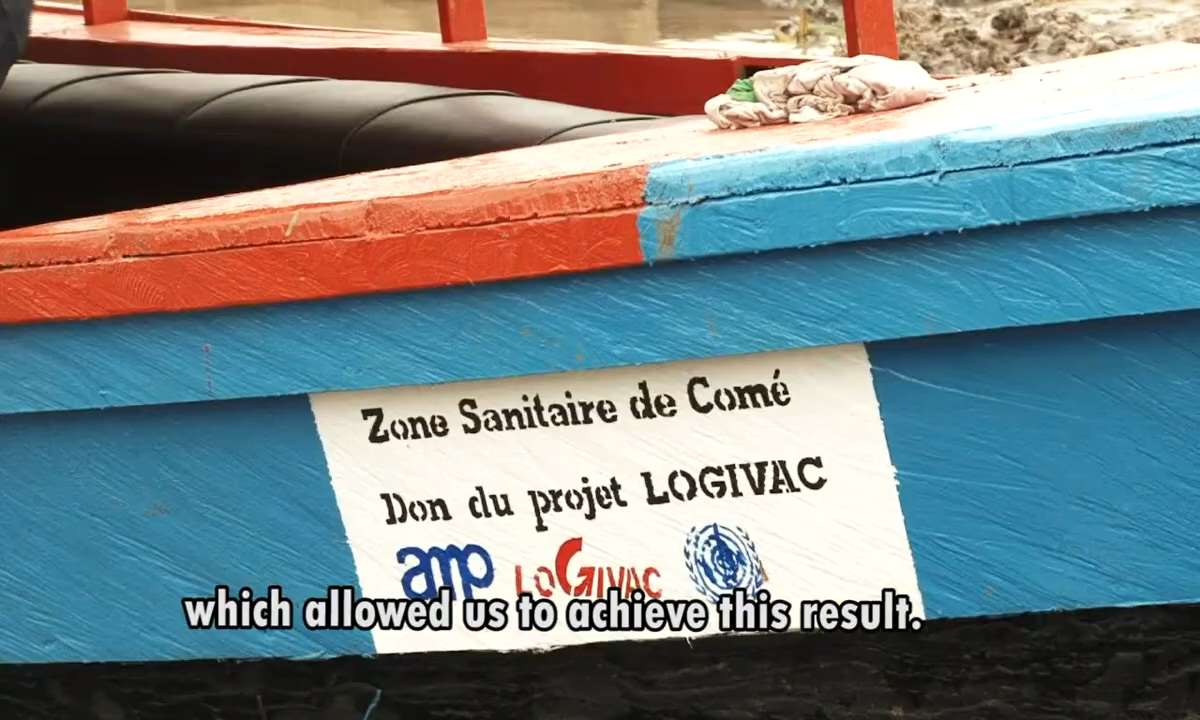 Zone Sanitaire de Comé
Don du projet LOGIVAC
amp LOGIVAC
which allowed us to achieve this result.